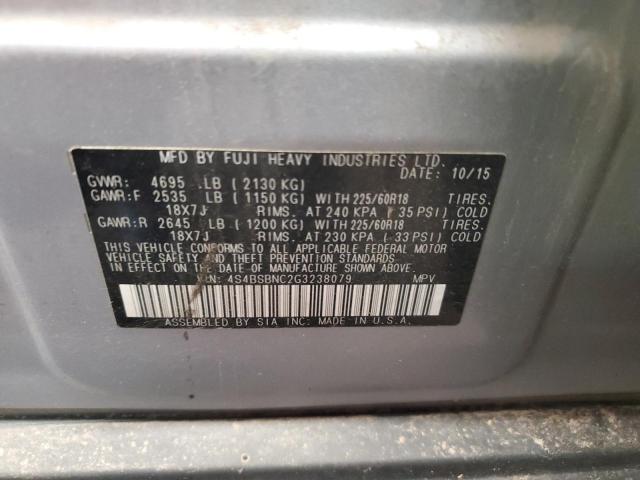 MFD BY FUJI HEAVY INDUSTRIES LTD.
DATE: 10/15
GVWR: 4695 LB ( 2130 KG)
GAWR:F 2535 LB ( 1150 KG) WITH 225/60R18 TIRES.
18X7J RIMS. AT 240 KPA ( 35 PSI) COLD
GAWR:R 2645 LB ( 1200 KG) WITH 225/60R18 TIRES.
18X7J RIMS. AT 230 KPA ( 33 PSI) COLD
THIS VEHICLE CONFORMS TO ALL APPLICABLE FEDERAL MOTOR
VEHICLE SAFETY AND THEFT PREVENTION STANDARDS
IN EFFECT ON THE DATE OF MANUFACTURE SHOWN ABOVE.
VIN: 4S4BSBNC2G3238079 MPV
ASSEMBLED BY SIA INC: MADE IN U.S.A.